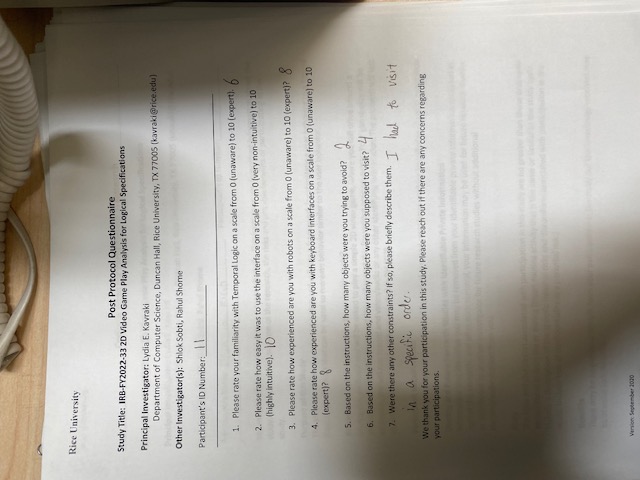 Rice University
Post Protocol Questionnaire
Study Title: IRB-FY2022-33 2D Video Game Play Analysis for Logical Specifications
Principal Investigator: Lydia E. Kavraki
Department of Computer Science, Duncan Hall, Rice University, TX 77005 (kavraki@rice.edu)
Other Investigator(s): Shlok Sobti, Rahul Shome
Participant's ID Number: 11
1. Please rate your familiarity with Temporal Logic on a scale from 0 (unaware) to 10 (expert). 6
2. Please rate how easy it was to use the interface on a scale from 0 (very non-intuitive) to 10
(highly intuitive). 10
3. Please rate how experienced are you with robots on a scale from 0 (unaware) to 10 (expert)? 8
4. Please rate how experienced are you with keyboard interfaces on a scale from 0 (unaware) to 10
(expert)? 8
5. Based on the instructions, how many objects were you trying to avoid? 2
6. Based on the instructions, how many objects were you supposed to visit? 4
7. Were there any other constraints? If so, please briefly describe them. I had to visit
in a specific order.
We thank you for your participation in this study. Please reach out if there are any concerns regarding
your participations.
Version: September 2020